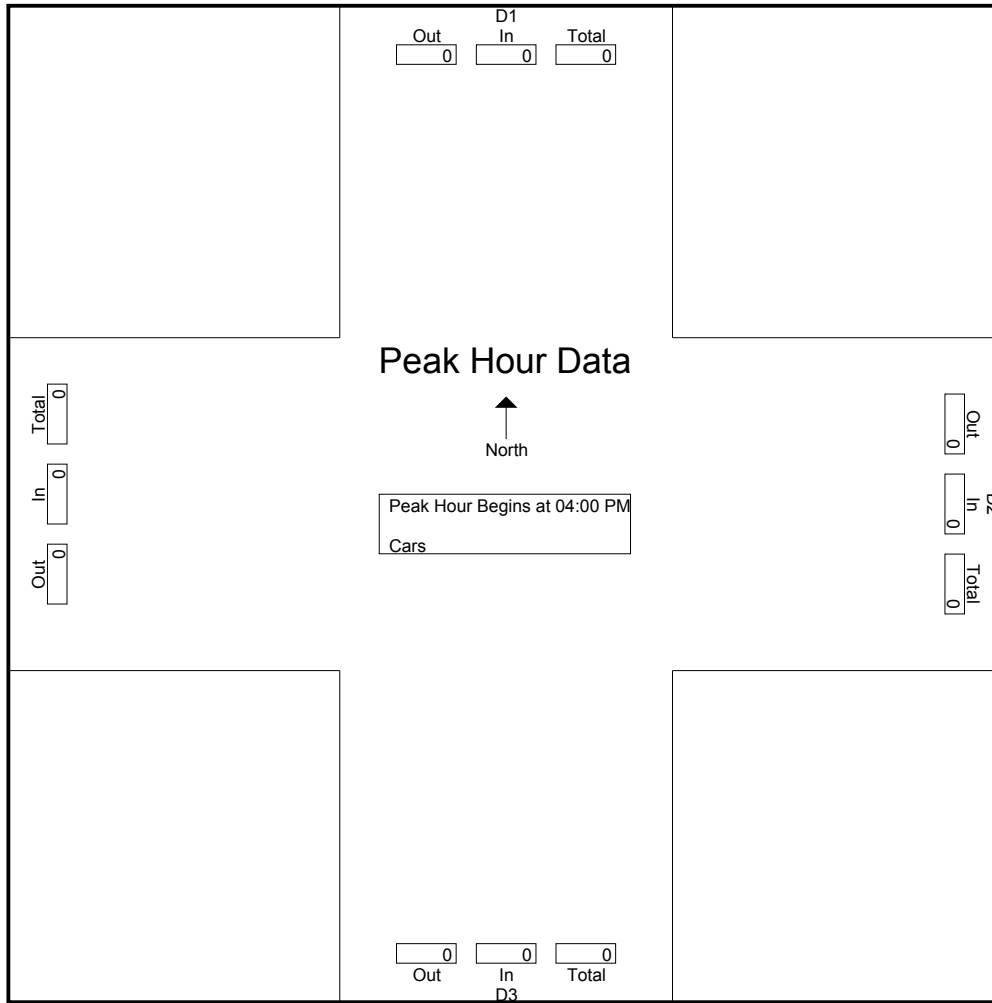 D1
Out In Total
0 0 0
Peak Hour Data
North
Peak Hour Begins at 04:00 PM
Cars
Total 0
In 0
Out 0
Out 0
In 0
Total 0
D2
0 0 0
Out In Total
D3